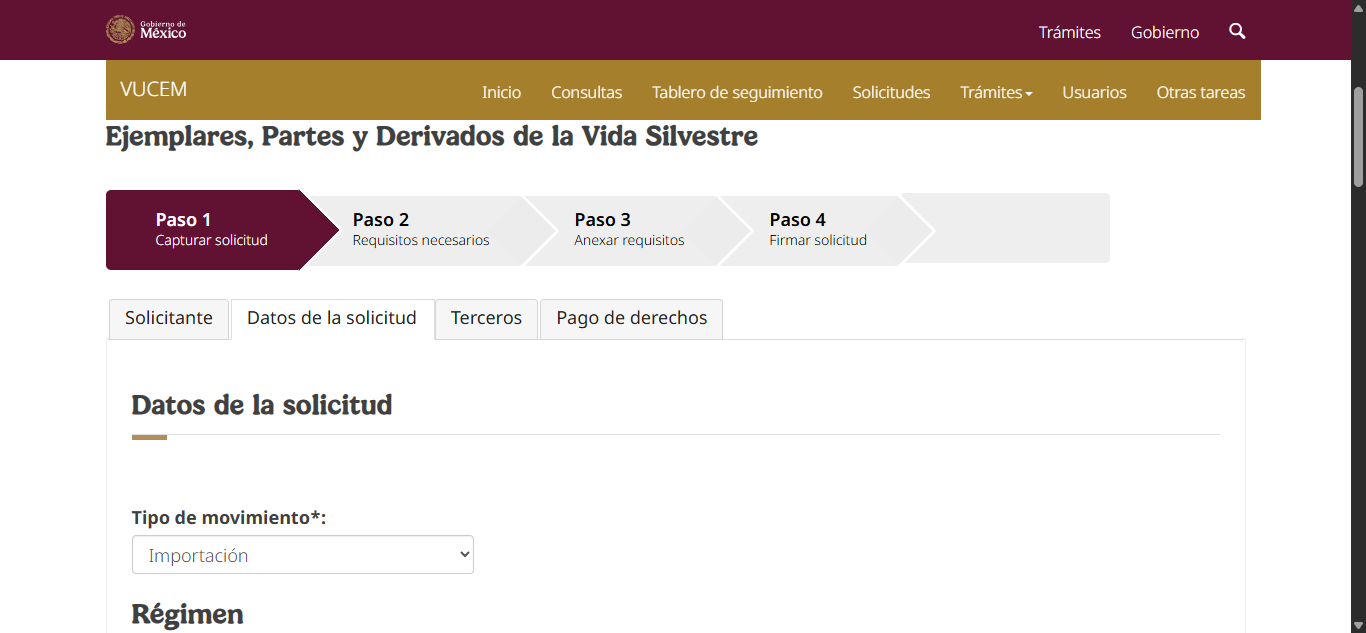 Gobierno de
México
Trámites
Gobierno
VUCEM
Inicio
Consultas
Tablero de seguimiento
Solicitudes
Trámites
Usuarios
Otras tareas
Ejemplares, Partes y Derivados de la Vida Silvestre
Paso 1
Capturar solicitud
Paso 2
Requisitos necesarios
Paso 3
Anexar requisitos
Paso 4
Firmar solicitud
Solicitante
Datos de la solicitud
Terceros
Pago de derechos
Datos de la solicitud
Tipo de movimiento*:
Importación
Régimen